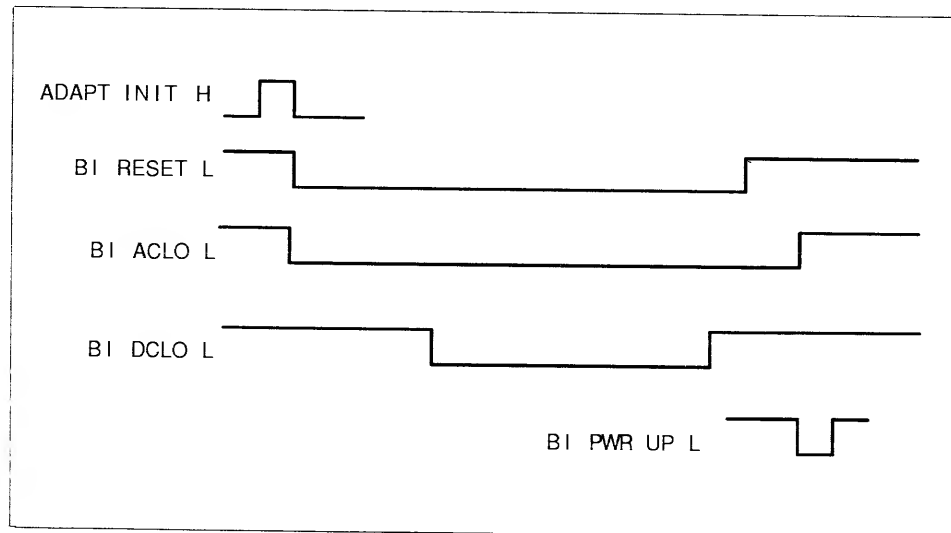 ADAPT INIT H
BI RESET L
BI ACLO L
BI DCLO L
BI PWR UP L